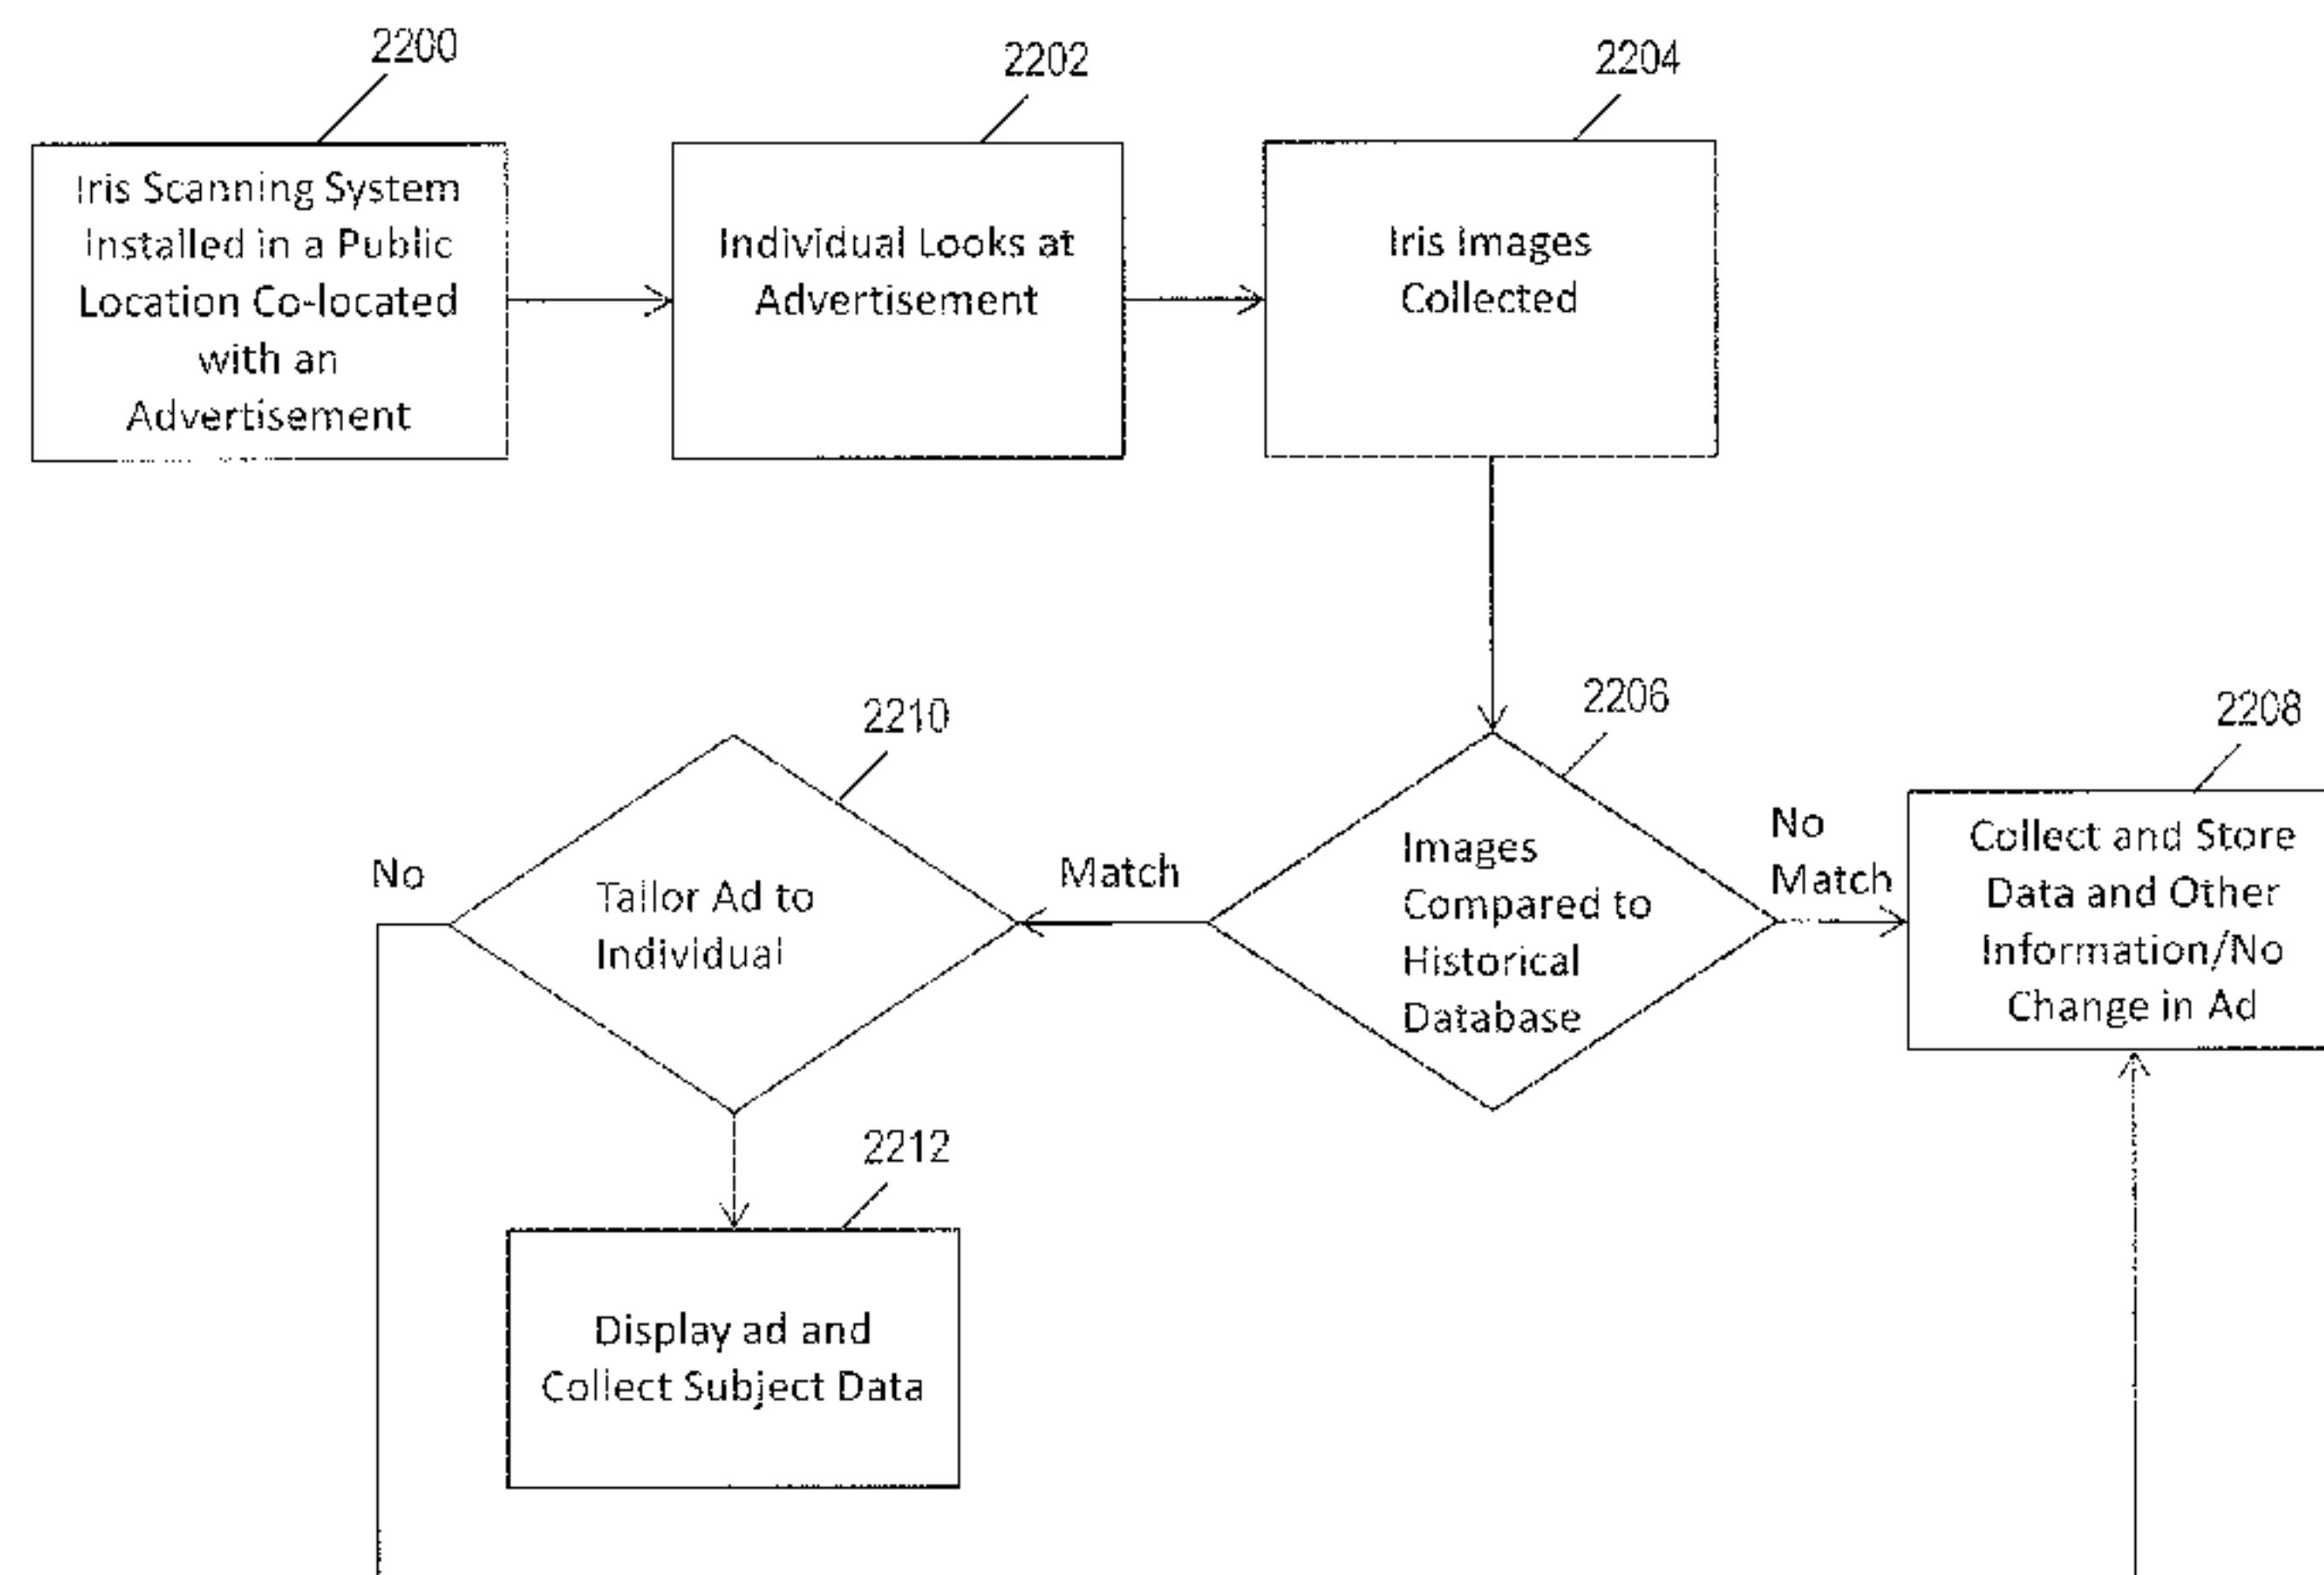 2200
2202
2204
Iris Scanning System
Installed in a Public
Location Co-located
with an
Advertisement
Individual Looks at
Advertisement
Iris Images
Collected
2206
2208
2210
No
Tailor Ad to
Individual
Match
Images
Compared to
Historical
Database
No
Match
Collect and Store
Data and Other
Information/No
Change in Ad
2212
Display ad and
Collect Subject Data